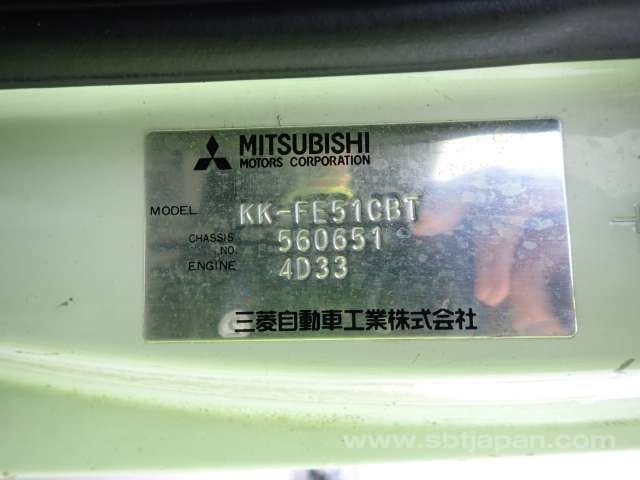 MITSUBISHI
MOTORS CORPORATION
MODEL KK-FE51CBT
CHASSIS NO. 560651
ENGINE 4D33
三菱自動車工業株式会社
www.sbtjapan.com